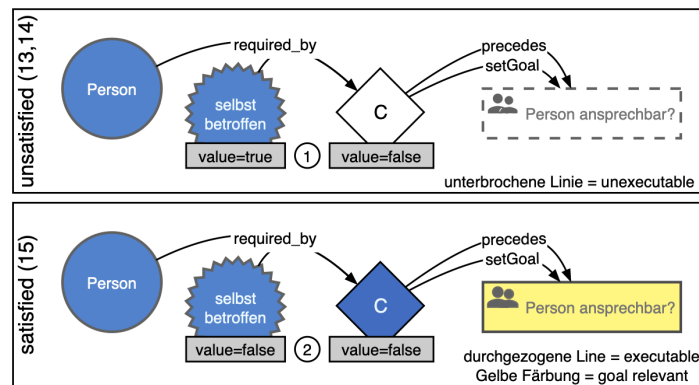 unsatisfied (13,14)
Person
required_by
selbst
betroffen
value=true
1
C
value=false
precedes
setGoal
Person ansprechbar?
unterbrochene Linie = unexecutable
satisfied (15)
Person
required_by
selbst
betroffen
value=false
2
C
value=false
precedes
setGoal
Person ansprechbar?
durchgezogene Line = executable
Gelbe Färbung = goal relevant